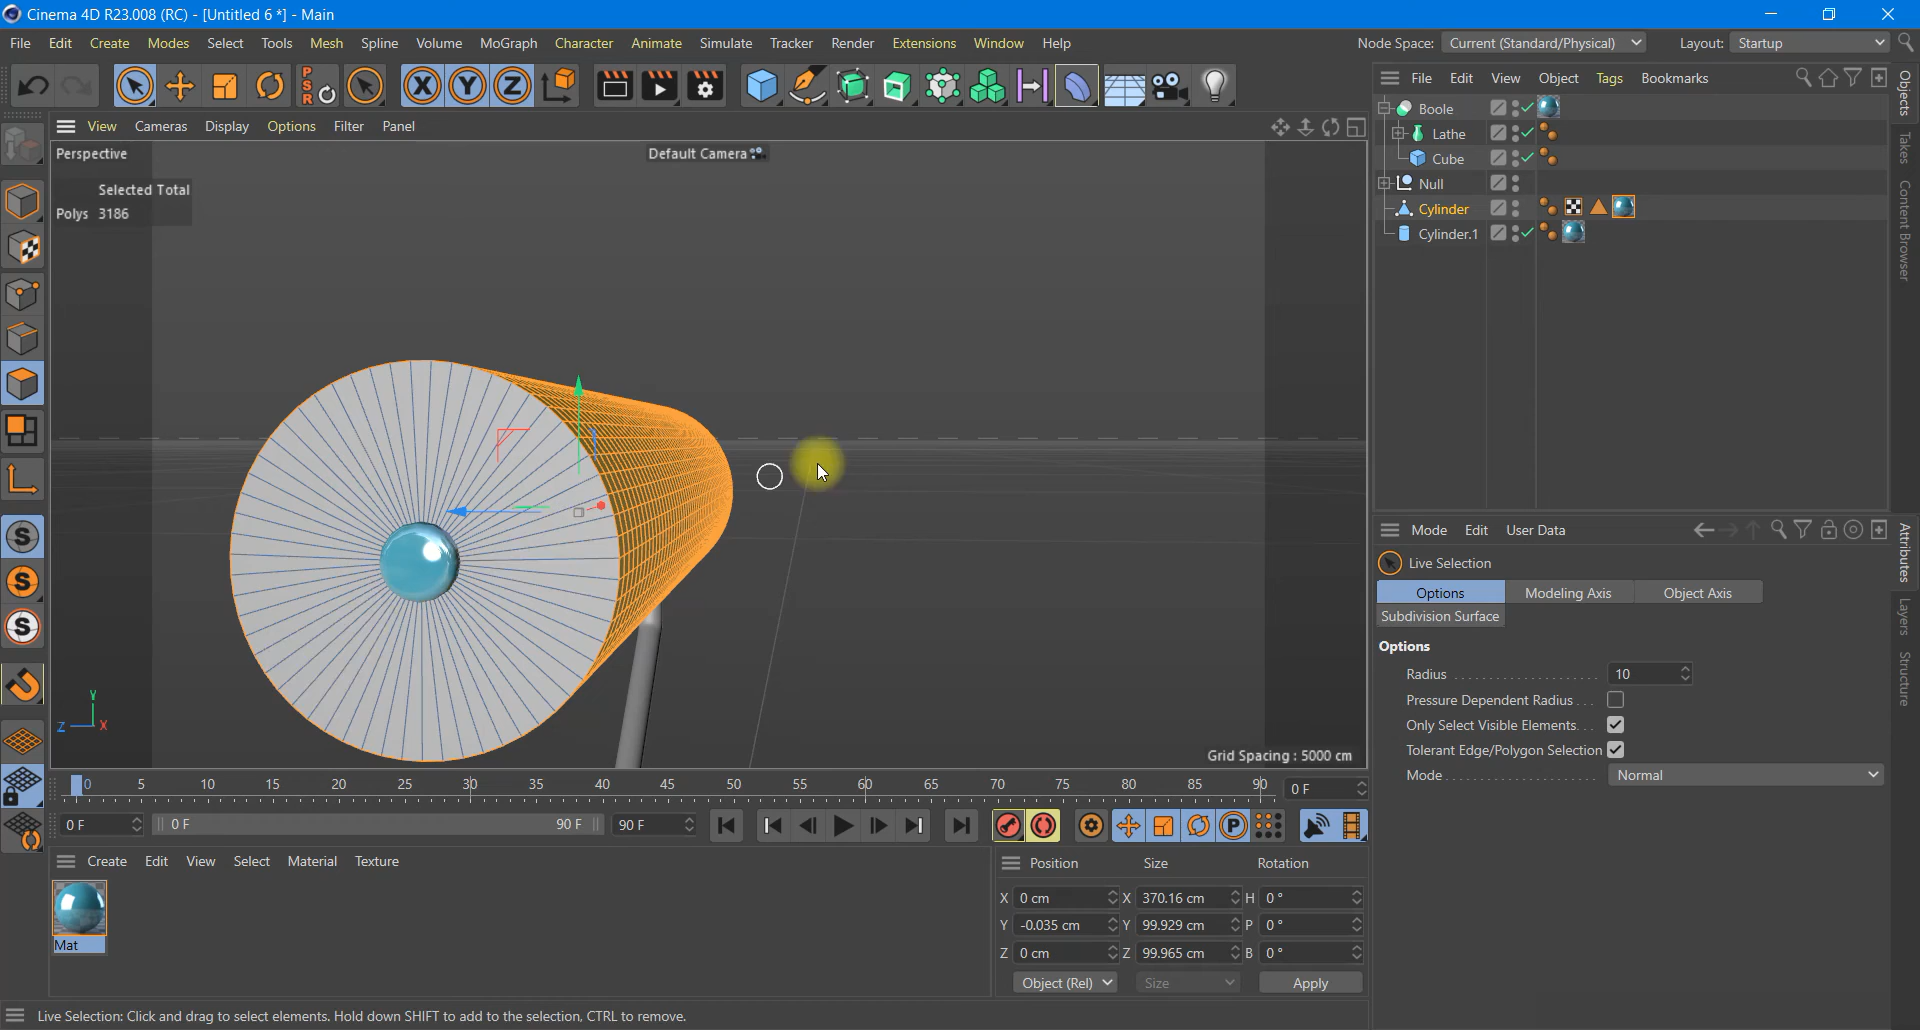 Cinema 4D R23.008 (RC) - [Untitled 6 *] - Main
File Edit Create Modes Select Tools Mesh Spline Volume MoGraph Character Animate Simulate Tracker Render Extensions Window Help
Node Space: Current (Standard/Physical) Layout: Startup
P
S
R
X Y Z
View Cameras Display Options Filter Panel
Perspective
Default Camera
Selected Total
Polys 3186
Y
Z X
Grid Spacing : 5000 cm
S
S
S
0 5 10 15 20 25 30 35 40 45 50 55 60 65 70 75 80 85 90
0 F
0 F 0 F 90 F 90 F
P
Create Edit View Select Material Texture
Mat
Position Size Rotation
X 0 cm X 370.16 cm H 0 °
Y -0.035 cm Y 99.929 cm P 0 °
Z 0 cm Z 99.965 cm B 0 °
Object (Rel) Size Apply
Live Selection: Click and drag to select elements. Hold down SHIFT to add to the selection, CTRL to remove.
File Edit View Object Tags Bookmarks
Boole
Lathe
Cube
Null
Cylinder
Cylinder.1
Mode Edit User Data
Live Selection
Options Modeling Axis Object Axis
Subdivision Surface
Options
Radius 10
Pressure Dependent Radius
Only Select Visible Elements
Tolerant Edge/Polygon Selection
Mode Normal
Objects
Takes
Content Browser
Attributes
Layers
Structure